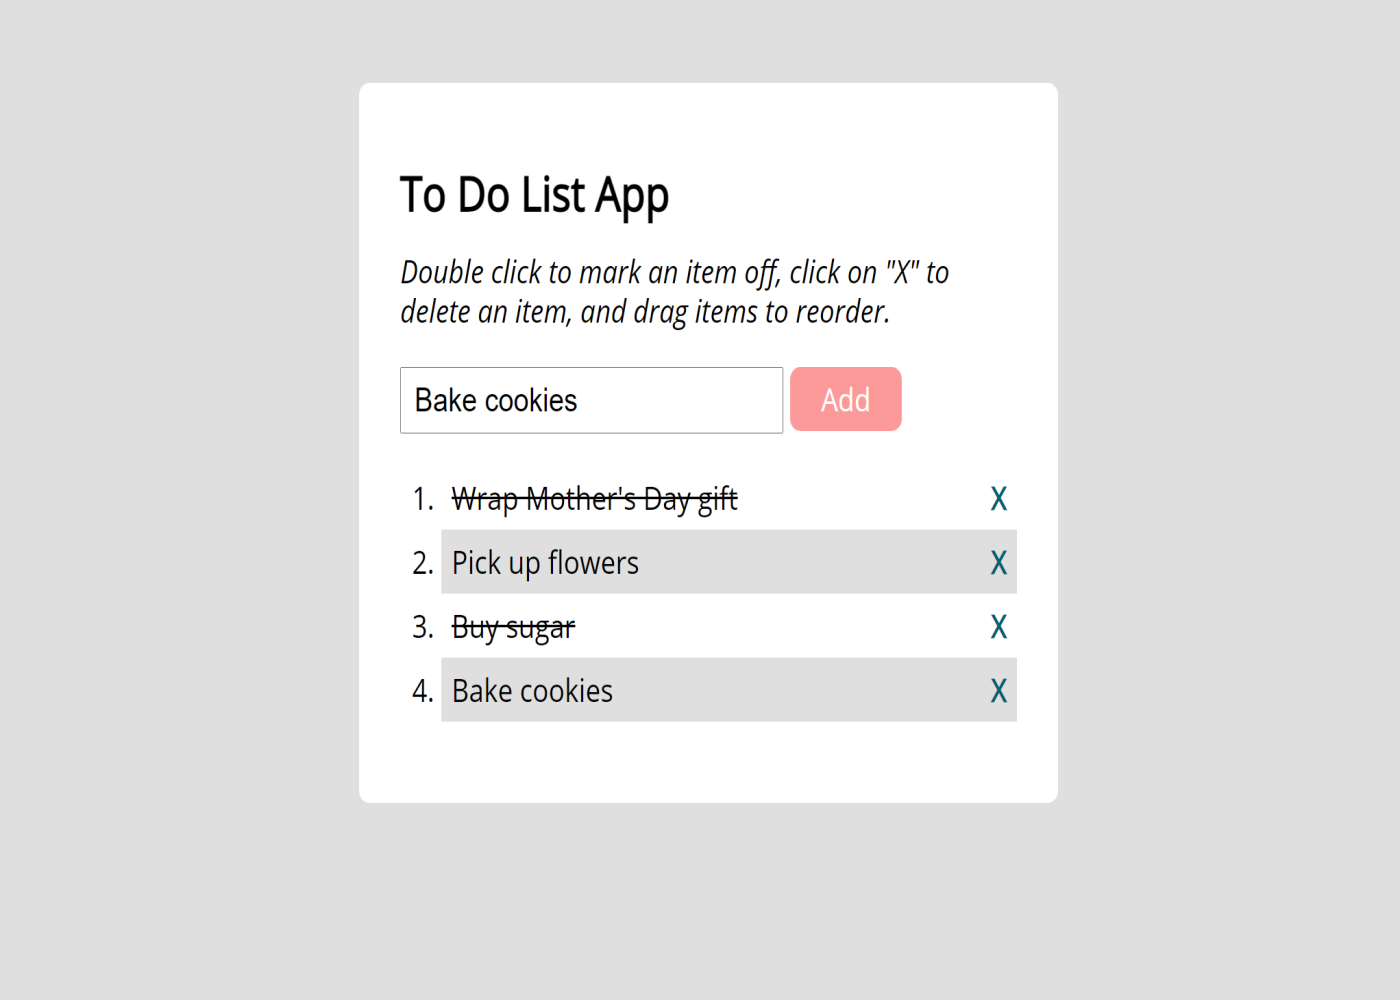 To Do List App
Double click to mark an item off, click on "X" to
delete an item, and drag items to reorder.
Bake cookies Add
1. Wrap Mother's Day gift X
2. Pick up flowers X
3. Buy sugar X
4. Bake cookies X